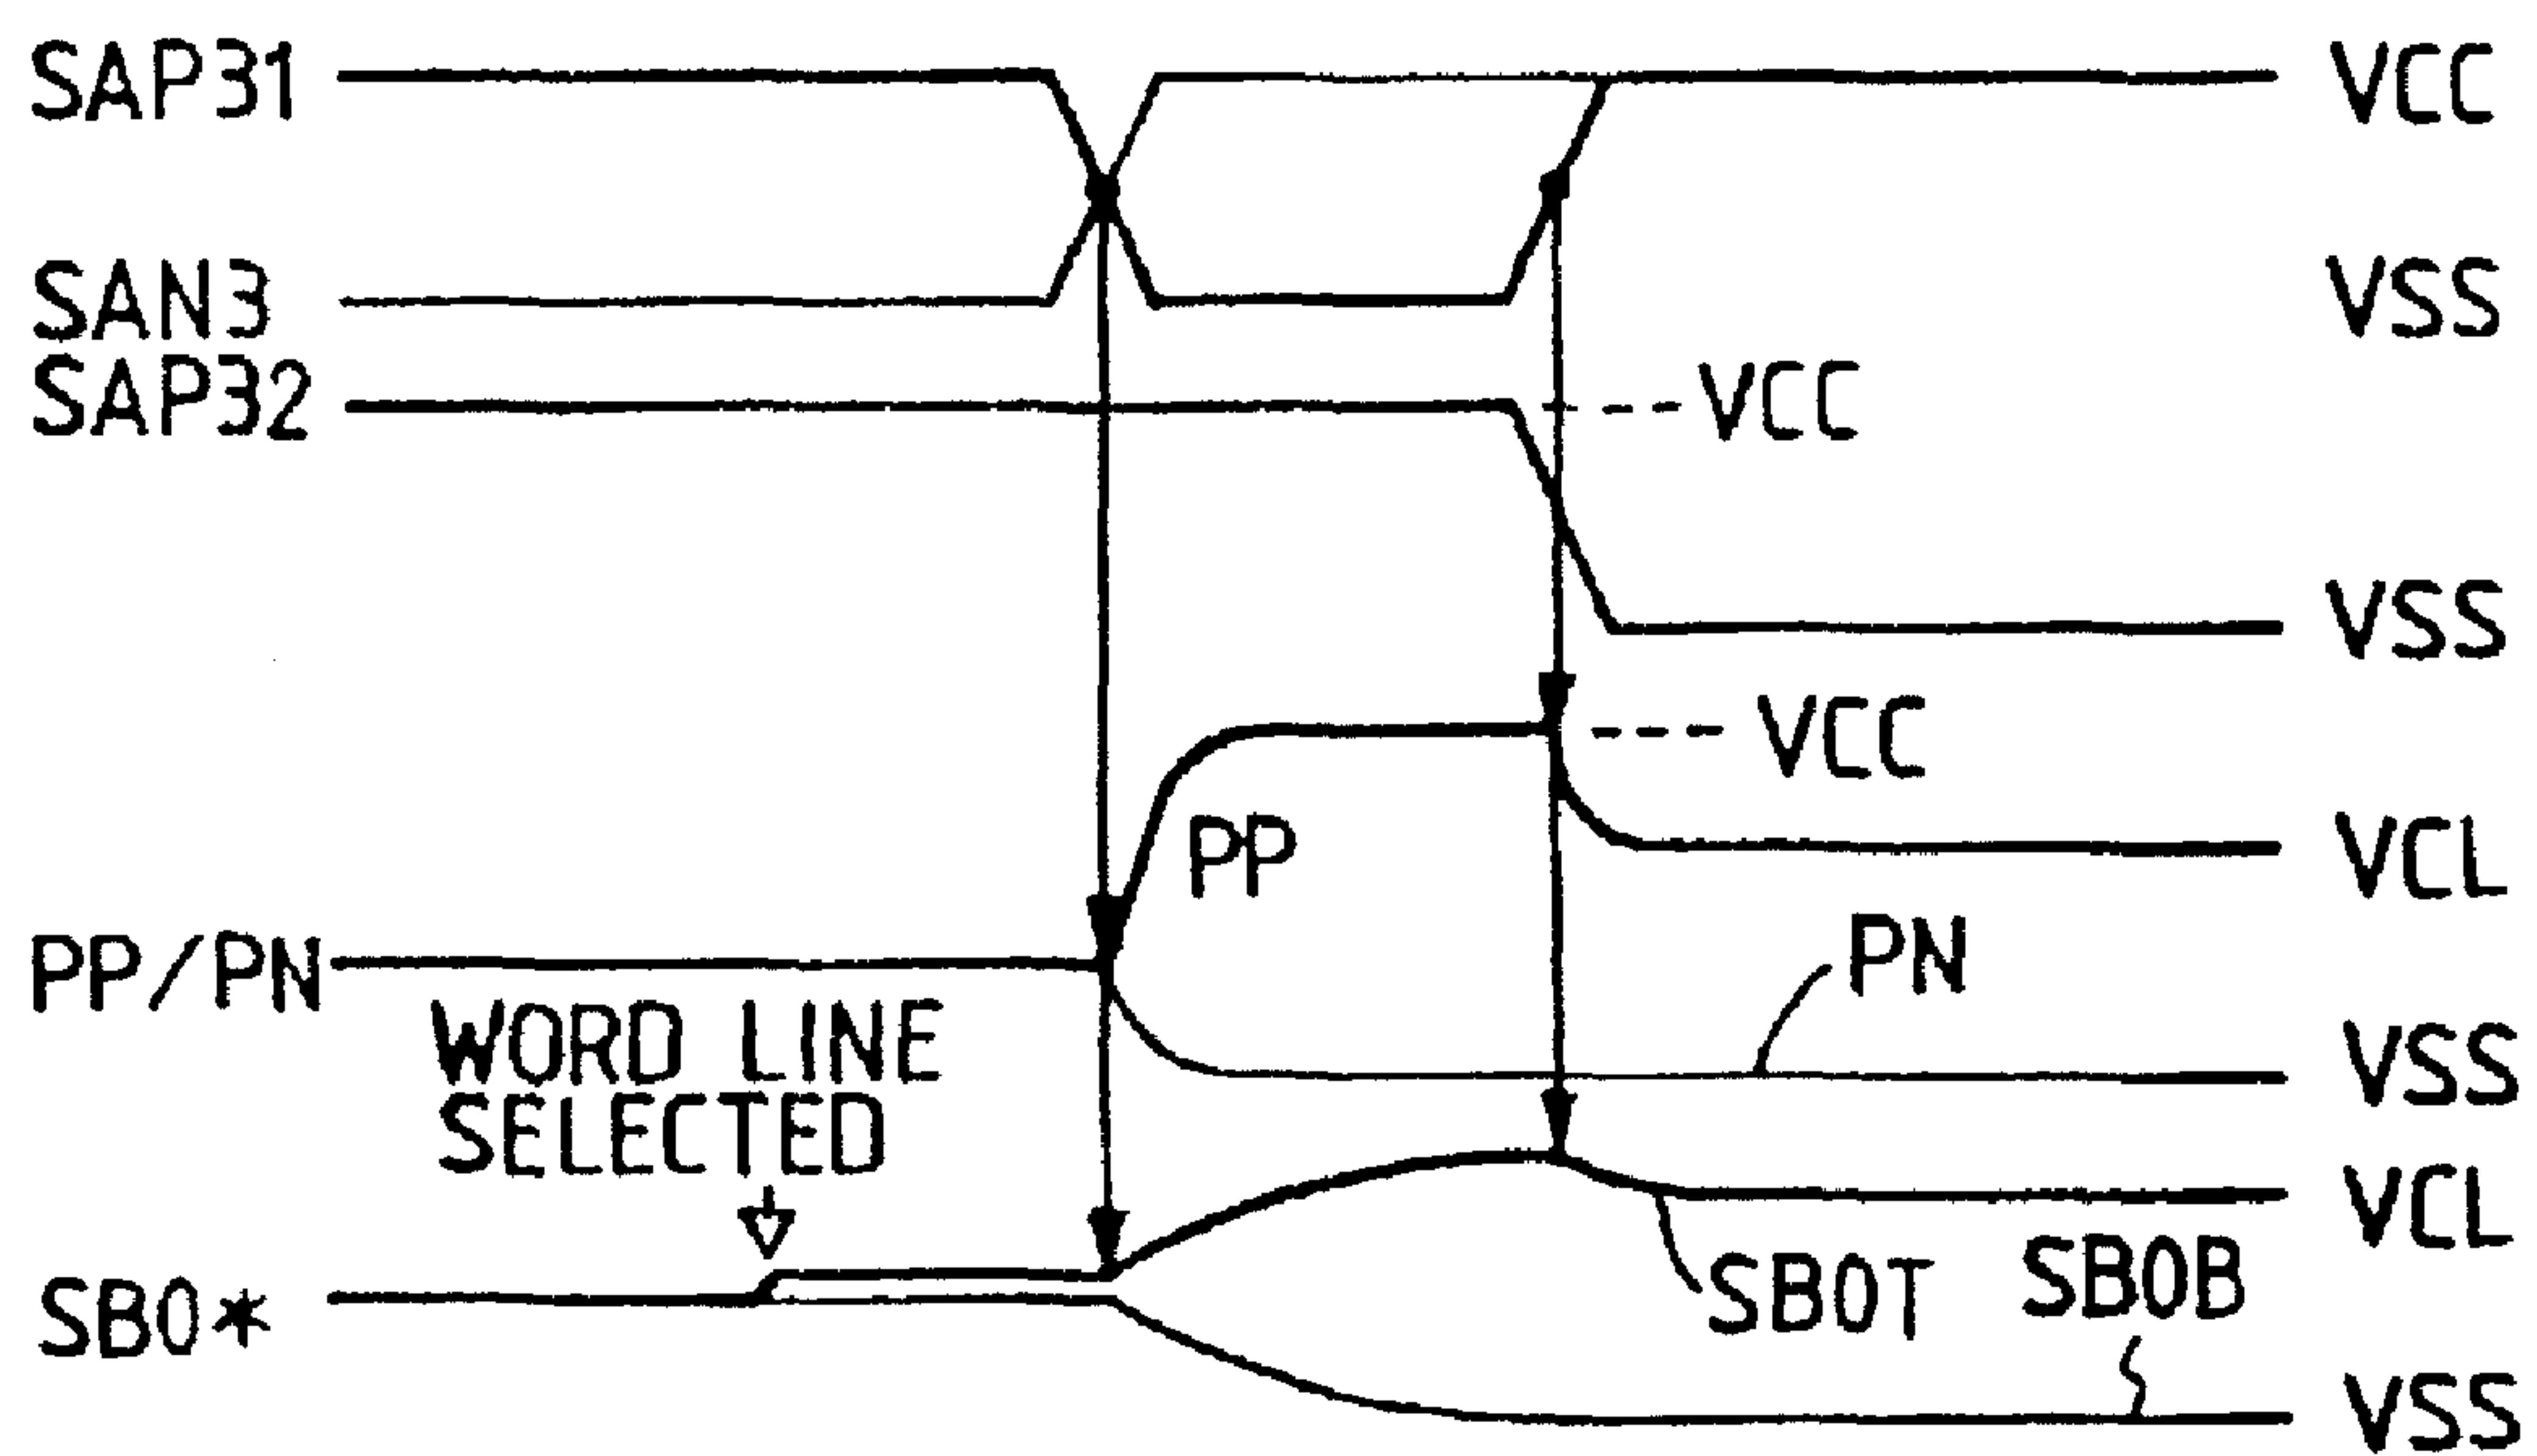 SAP31
VCC
SAN3
VSS
SAP32
VCC
VSS
VCC
PP
VCL
PP/PN
PN
WORD LINE
SELECTED
VSS
VCL
SB0*
SB0T
SB0B
VSS